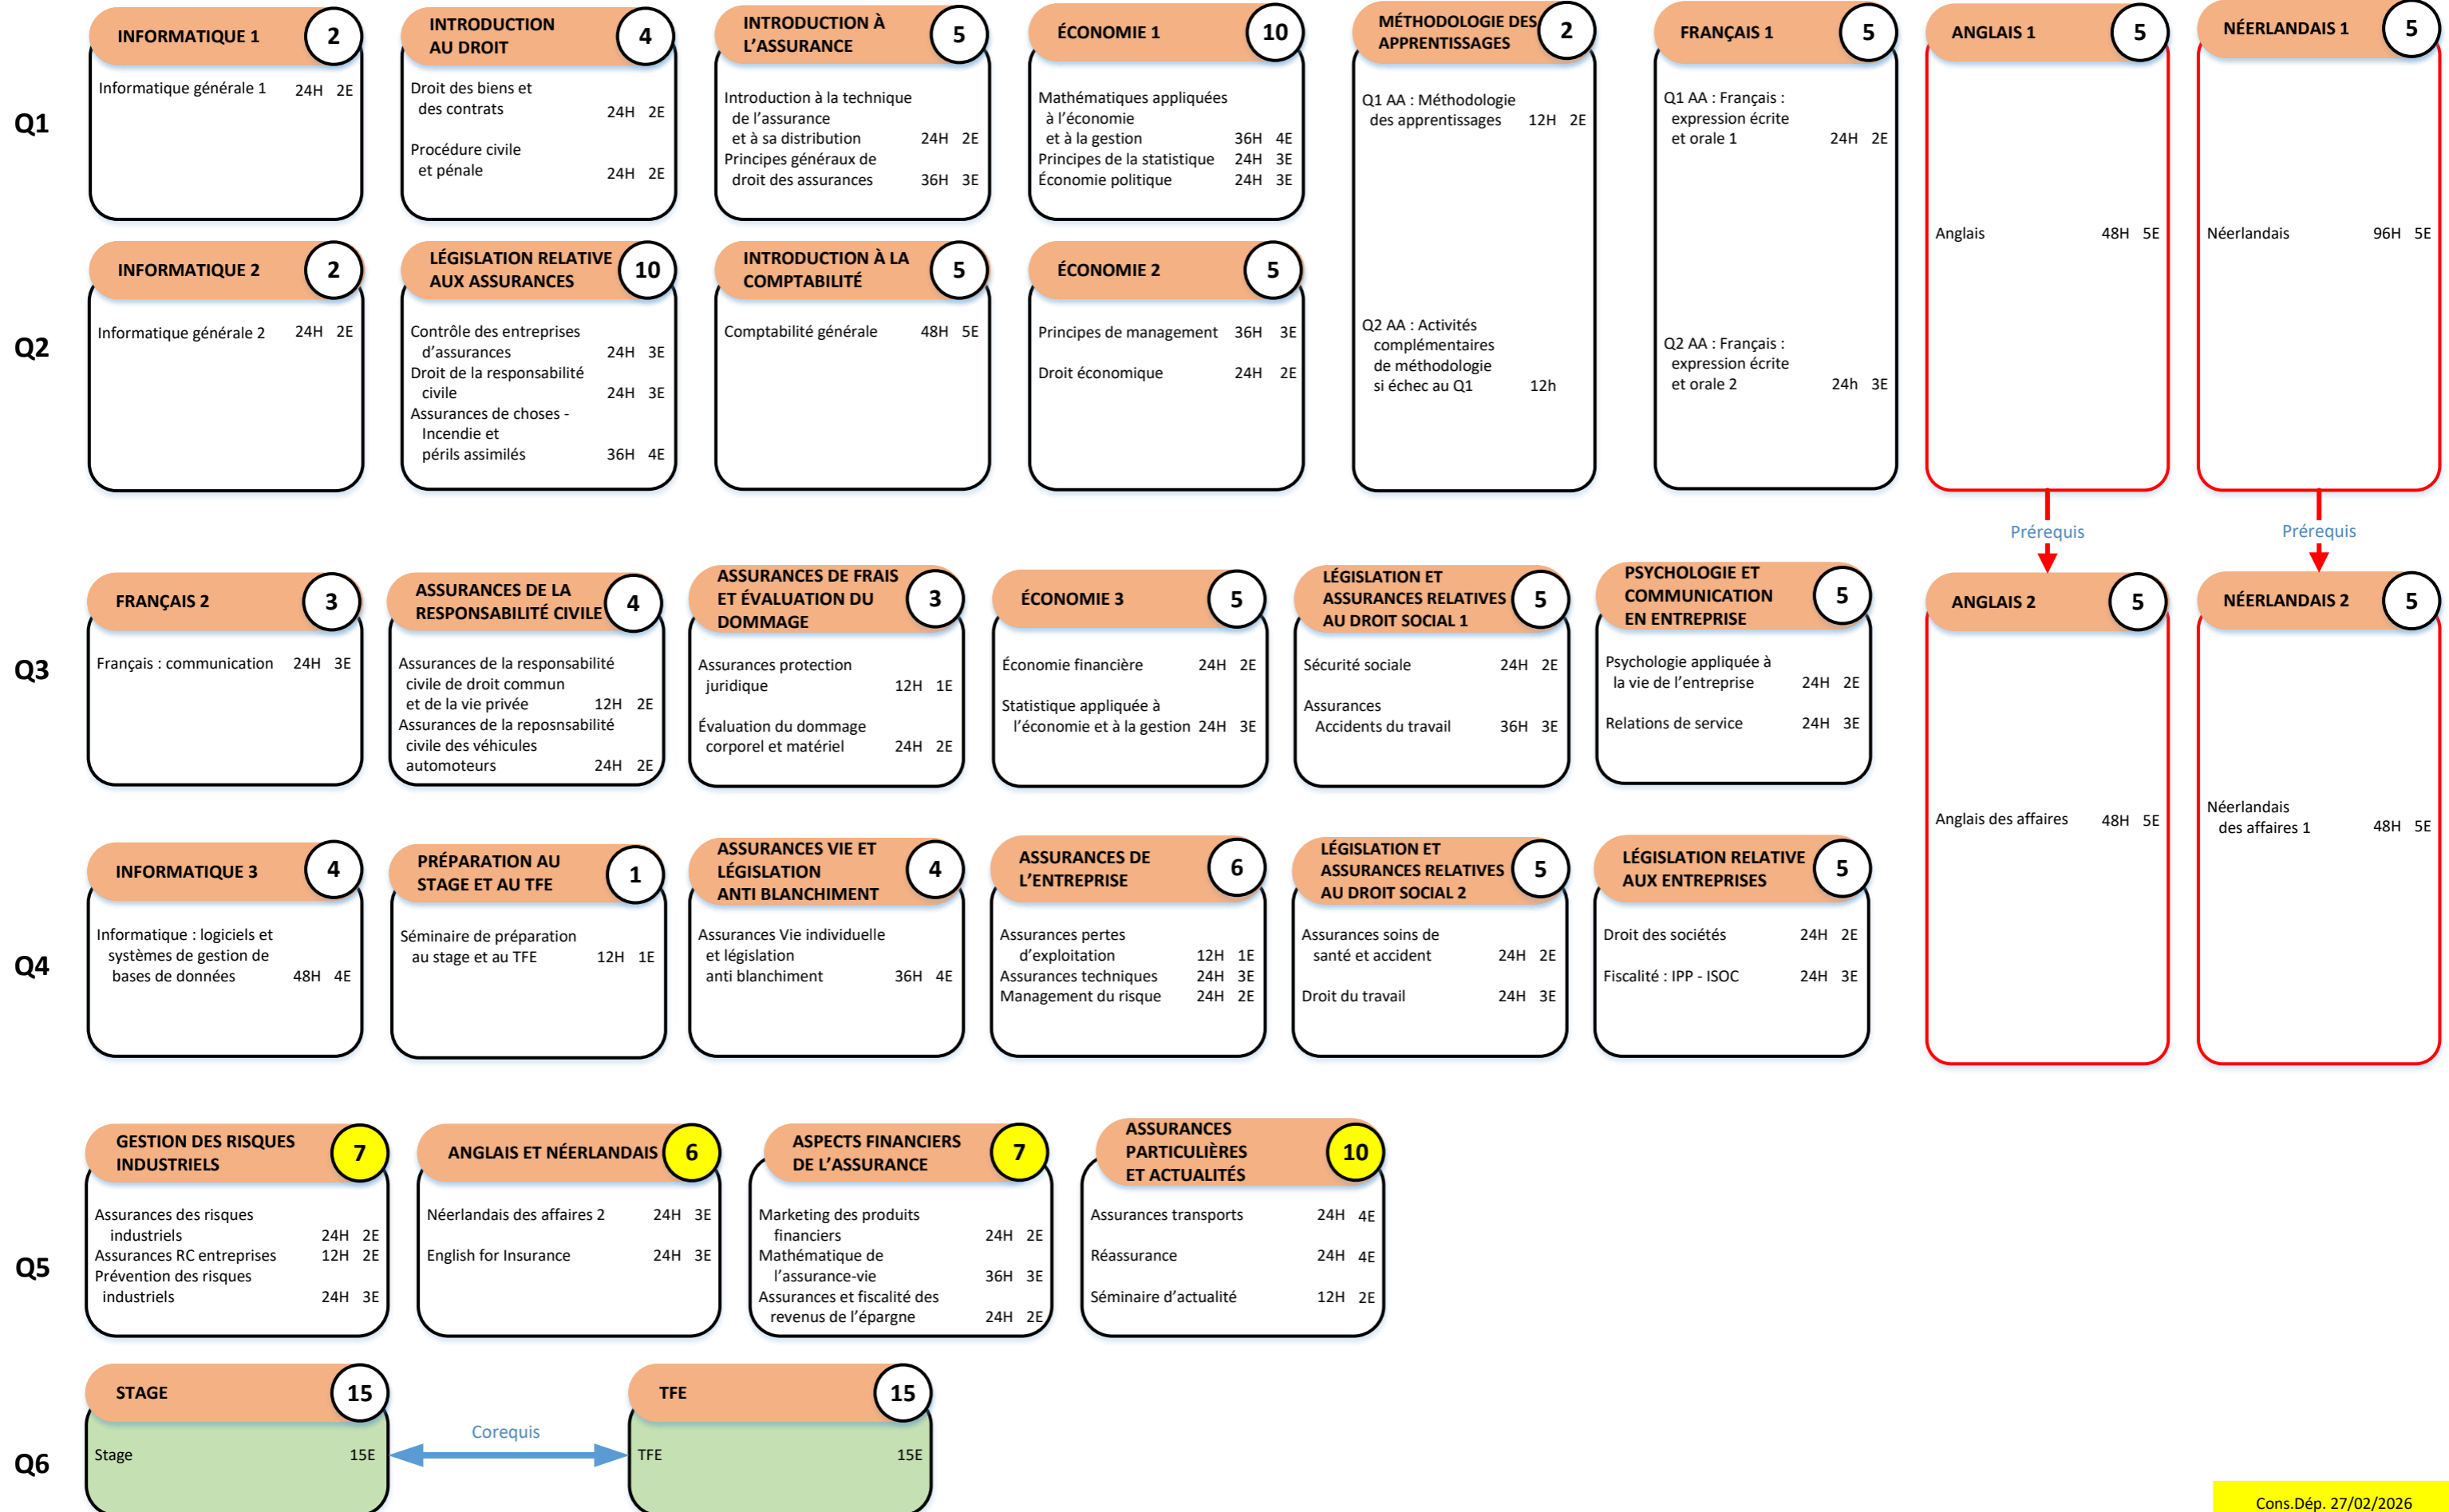 Q1
INFORMATIQUE 1
2
Informatique générale 1 24H 2E
INTRODUCTION
AU DROIT
4
Droit des biens et
des contrats 24H 2E
Procédure civile
et pénale 24H 2E
INTRODUCTION À
L'ASSURANCE
5
Introduction à la technique
de l'assurance
et à sa distribution 24H 2E
Principes généraux de
droit des assurances 36H 3E
ÉCONOMIE 1
10
Mathématiques appliquées
à l'économie
et à la gestion 36H 4E
Principes de la statistique 24H 3E
Économie politique 24H 3E
MÉTHODOLOGIE DES
APPRENTISSAGES
2
Q1 AA : Méthodologie
des apprentissages 12H 2E
Q2 AA : Activités
complémentaires
de méthodologie
si échec au Q1 12h
FRANÇAIS 1
5
Q1 AA : Français :
expression écrite
et orale 1 24H 2E
Q2 AA : Français :
expression écrite
et orale 2 24h 3E
ANGLAIS 1
5
Anglais 48H 5E
NÉERLANDAIS 1
5
Néerlandais 96H 5E
Q2
INFORMATIQUE 2
2
Informatique générale 2 24H 2E
LÉGISLATION RELATIVE
AUX ASSURANCES
10
Contrôle des entreprises
d'assurances 24H 3E
Droit de la responsabilité
civile 24H 3E
Assurances de choses -
Incendie et
périls assimilés 36H 4E
INTRODUCTION À LA
COMPTABILITÉ
5
Comptabilité générale 48H 5E
ÉCONOMIE 2
5
Principes de management 36H 3E
Droit économique 24H 2E
Prérequis
Prérequis
Q3
FRANÇAIS 2
3
Français : communication 24H 3E
ASSURANCES DE LA
RESPONSABILITÉ CIVILE
4
Assurances de la responsabilité
civile de droit commun
et de la vie privée 12H 2E
Assurances de la reposnsabilité
civile des véhicules
automoteurs 24H 2E
ASSURANCES DE FRAIS
ET ÉVALUATION DU
DOMMAGE
3
Assurances protection
juridique 12H 1E
Évaluation du dommage
corporel et matériel 24H 2E
ÉCONOMIE 3
5
Économie financière 24H 2E
Statistique appliquée à
l'économie et à la gestion 24H 3E
LÉGISLATION ET
ASSURANCES RELATIVES
AU DROIT SOCIAL 1
5
Sécurité sociale 24H 2E
Assurances
Accidents du travail 36H 3E
PSYCHOLOGIE ET
COMMUNICATION
EN ENTREPRISE
5
Psychologie appliquée à
la vie de l'entreprise 24H 2E
Relations de service 24H 3E
ANGLAIS 2
5
Anglais des affaires 48H 5E
NÉERLANDAIS 2
5
Néerlandais
des affaires 1 48H 5E
Q4
INFORMATIQUE 3
4
Informatique : logiciels et
systèmes de gestion de
bases de données 48H 4E
PRÉPARATION AU
STAGE ET AU TFE
1
Séminaire de préparation
au stage et au TFE 12H 1E
ASSURANCES VIE ET
LÉGISLATION
ANTI BLANCHIMENT
4
Assurances Vie individuelle
et législation
anti blanchiment 36H 4E
ASSURANCES DE
L'ENTREPRISE
6
Assurances pertes
d'exploitation 12H 1E
Assurances techniques 24H 3E
Management du risque 24H 2E
LÉGISLATION ET
ASSURANCES RELATIVES
AU DROIT SOCIAL 2
5
Assurances soins de
santé et accident 24H 2E
Droit du travail 24H 3E
LÉGISLATION RELATIVE
AUX ENTREPRISES
5
Droit des sociétés 24H 2E
Fiscalité : IPP - ISOC 24H 3E
Q5
GESTION DES RISQUES
INDUSTRIELS
7
Assurances des risques
industriels 24H 2E
Assurances RC entreprises 12H 2E
Prévention des risques
industriels 24H 3E
ANGLAIS ET NÉERLANDAIS
6
Néerlandais des affaires 2 24H 3E
English for Insurance 24H 3E
ASPECTS FINANCIERS
DE L'ASSURANCE
7
Marketing des produits
financiers 24H 2E
Mathématique de
l'assurance-vie 36H 3E
Assurances et fiscalité des
revenus de l'épargne 24H 2E
ASSURANCES
PARTICULIÈRES
ET ACTUALITÉS
10
Assurances transports 24H 4E
Réassurance 24H 4E
Séminaire d'actualité 12H 2E
Q6
STAGE
15
Stage 15E
Corequis
TFE
15
TFE 15E
Cons.Dép. 27/02/2026